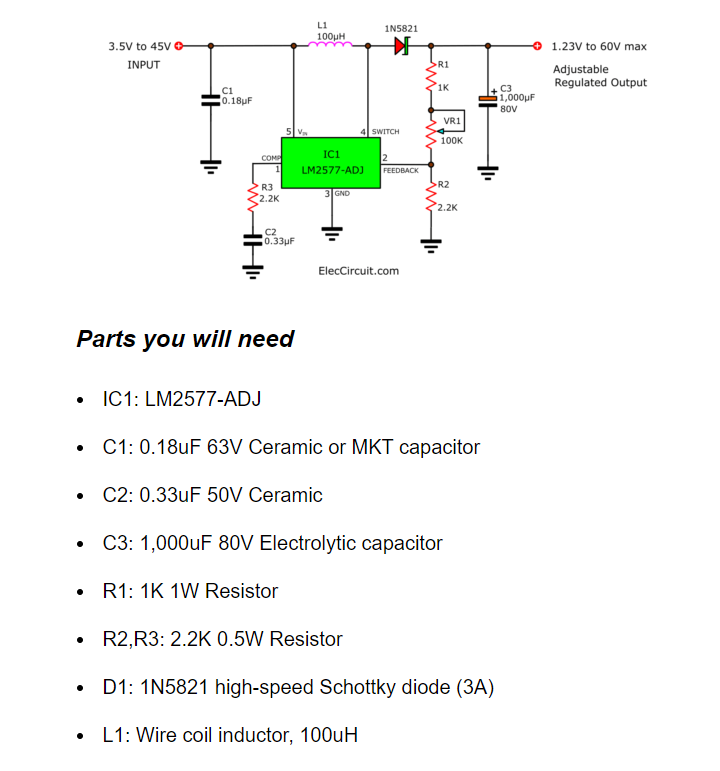 3.5V to 45V
INPUT
L1
100µH
1N5821
1.23V to 60V max
Adjustable
Regulated Output
C1
0.18µF
R1
1K
C3
+
1,000µF
80V
VR1
100K
5 VIN
4 SWITCH
COMP
1
IC1
LM2577-ADJ
2
FEEDBACK
3 GND
R3
2.2K
R2
2.2K
C2
0.33µF
ElecCircuit.com
Parts you will need
• IC1: LM2577-ADJ
• C1: 0.18uF 63V Ceramic or MKT capacitor
• C2: 0.33uF 50V Ceramic
• C3: 1,000uF 80V Electrolytic capacitor
• R1: 1K 1W Resistor
• R2,R3: 2.2K 0.5W Resistor
• D1: 1N5821 high-speed Schottky diode (3A)
• L1: Wire coil inductor, 100uH